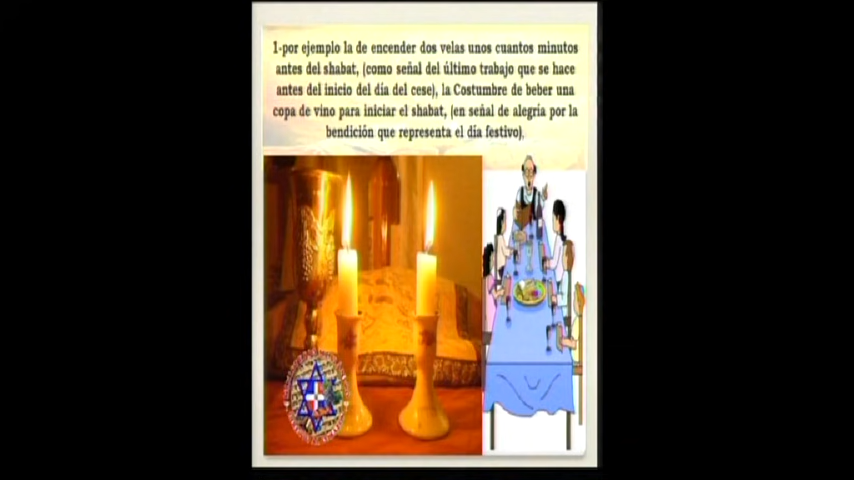 1-por ejemplo la de encender dos velas unos cuantos minutos
antes del shabat, (como señal del último trabajo que se hace
antes del inicio del día del cese), la Costumbre de beber una
copa de vino para iniciar el shabat, (en señal de alegría por la
bendición que representa el día festivo).